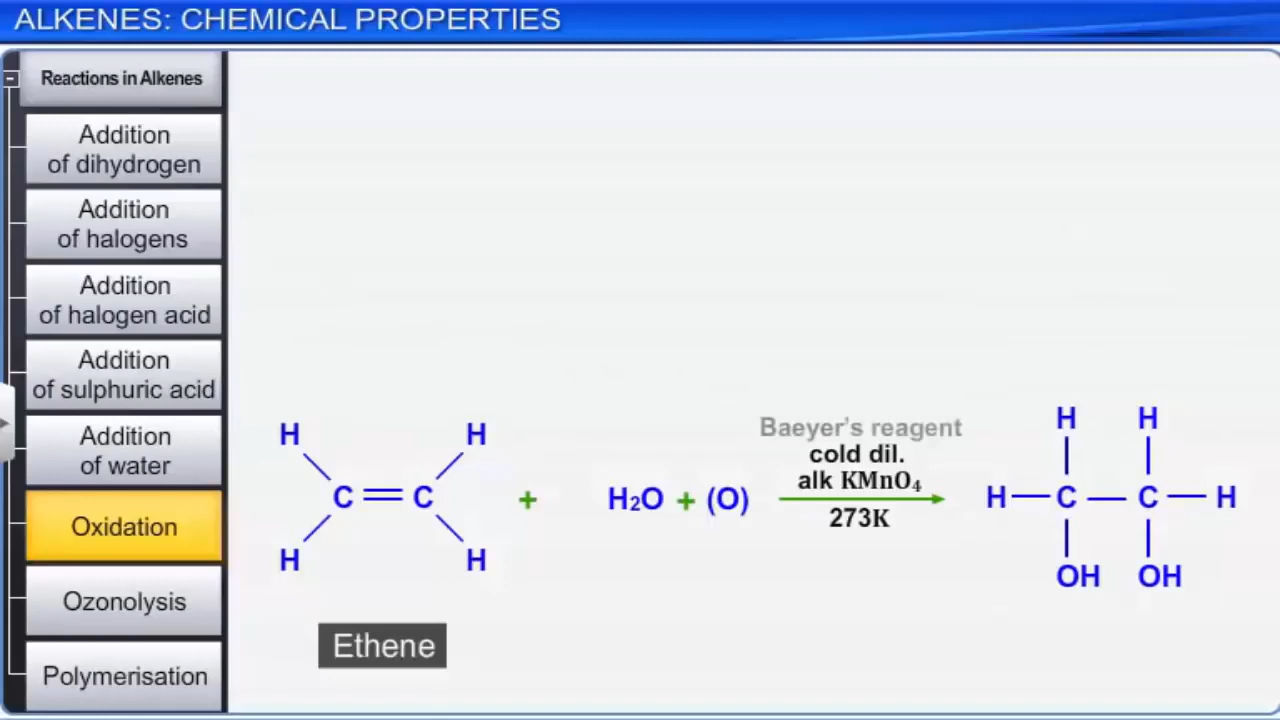 ALKENES: CHEMICAL PROPERTIES
Reactions in Alkenes
Addition
of dihydrogen
Addition
of halogens
Addition
of halogen acid
Addition
of sulphuric acid
Addition
of water
Oxidation
Ozonolysis
Polymerisation
H H
C C
H H
Ethene
+
H₂O + (O)
Baeyer's reagent
cold dil.
alk KMnO₄
273K
H H
H C C H
OH OH